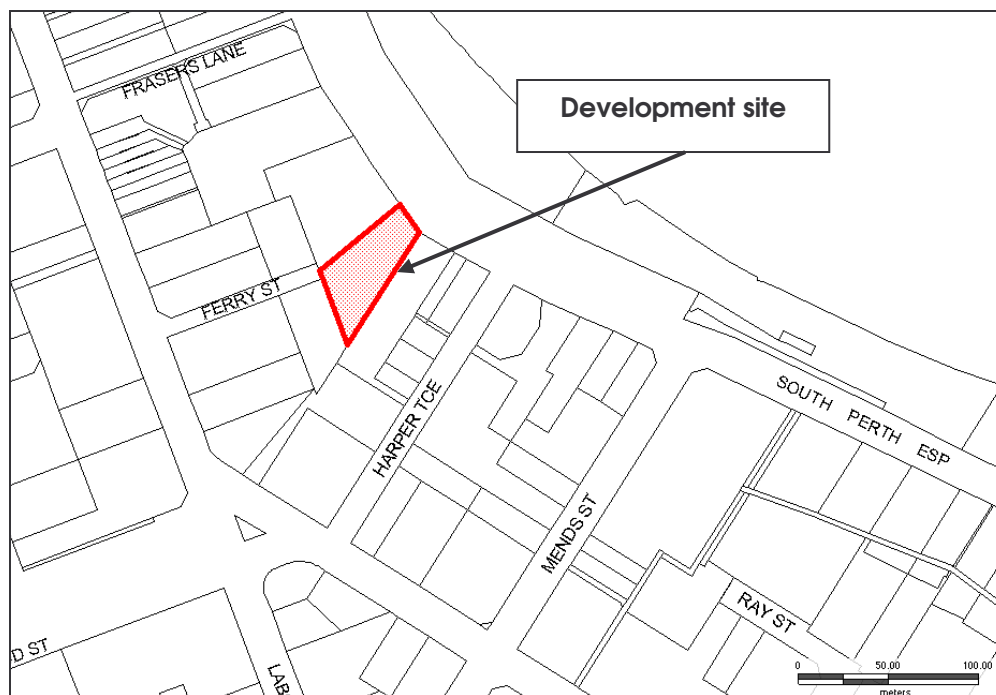 FRASERS LANE
Development site
FERRY ST
SOUTH PERTH ESP
HARPER TCE
MENDS ST
RAY ST
D ST
LAB
0 50.00 100.00
meters